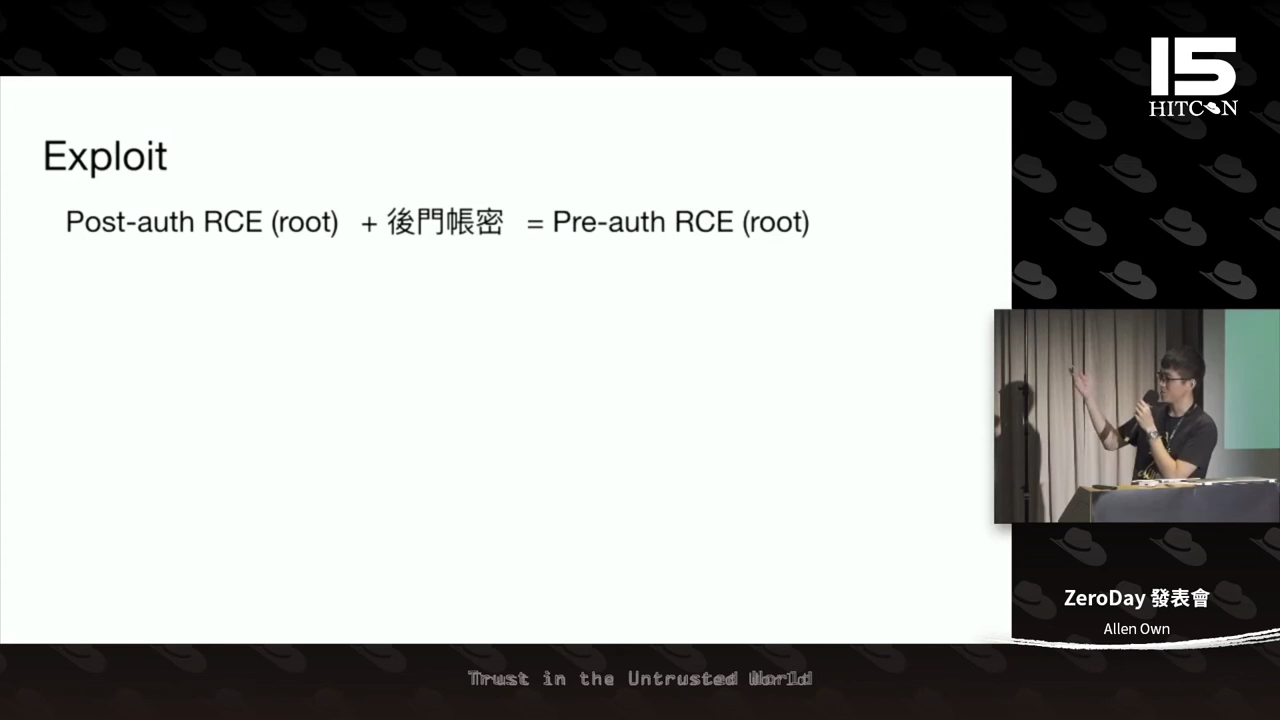 15
HITCON
Exploit
Post-auth RCE (root) + 後門帳密 = Pre-auth RCE (root)
ZeroDay 發表會
Allen Own
Trust in the Untrusted World